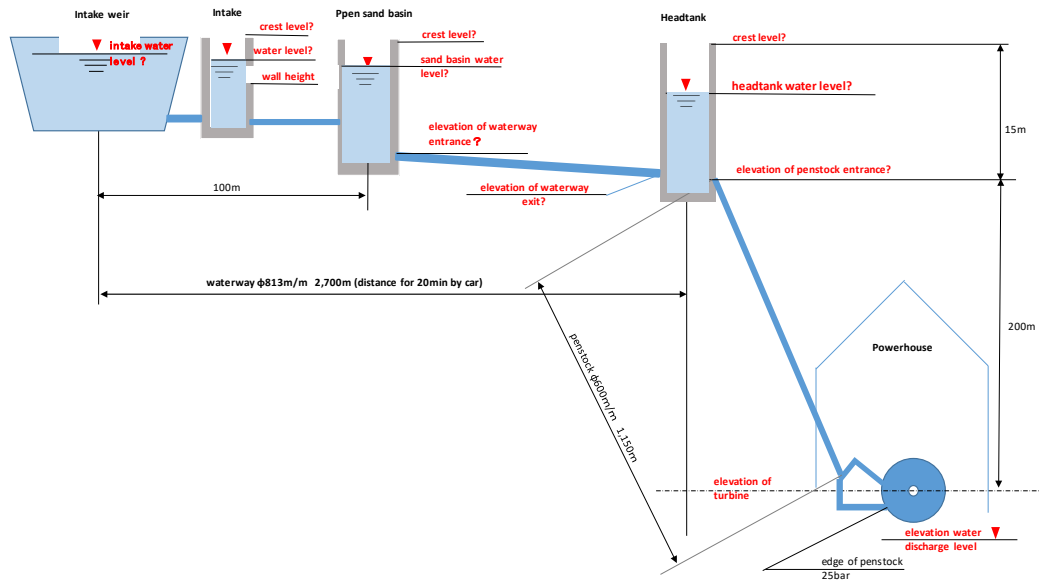 Intake weir
Intake
Ppen sand basin
Headtank
crest level?
crest level?
crest level?
intake water
level ?
water level?
sand basin water
level?
wall height
headtank water level?
15m
elevation of waterway
entrance？
elevation of penstock entrance?
100m
elevation of waterway
exit?
waterway φ813m/m 2,700m (distance for 20min by car)
200m
Powerhouse
penstock φ600m/m 1,150m
elevation of
turbine
elevation water
discharge level
edge of penstock
25bar